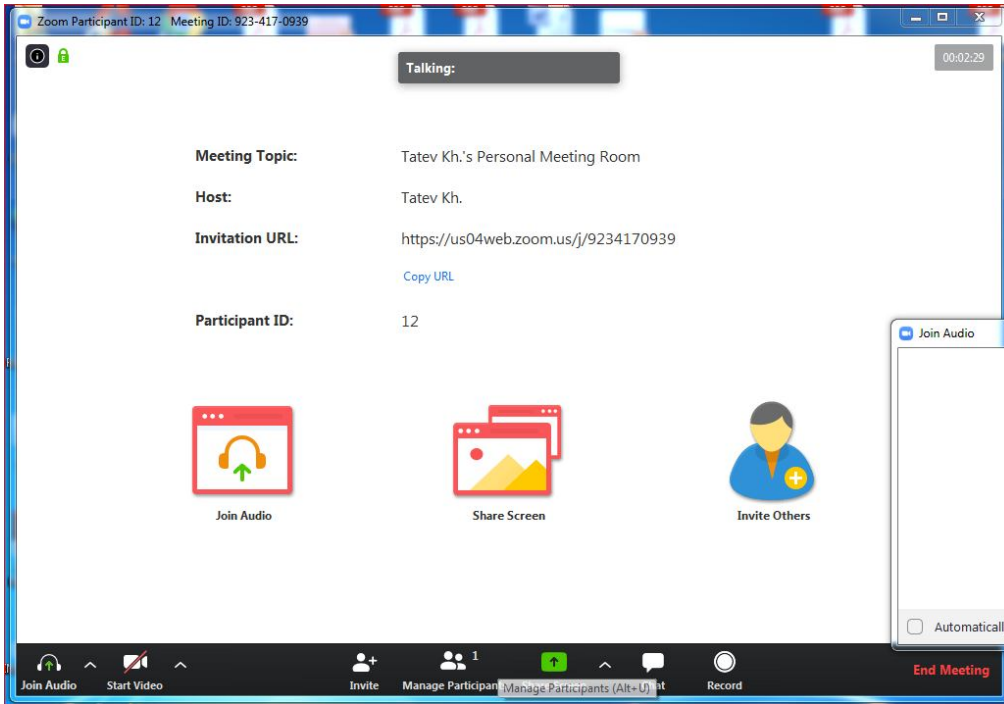 Zoom Participant ID: 12 Meeting ID: 923-417-0939
Talking:
00:02:29
Meeting Topic: Tatev Kh.'s Personal Meeting Room
Host: Tatev Kh.
Invitation URL: https://us04web.zoom.us/j/9234170939
Copy URL
Participant ID: 12
Join Audio
Join Audio Share Screen Invite Others
Automaticall
1
Join Audio Start Video Invite Manage Participan Record End Meeting
Manage Participants (Alt+U)